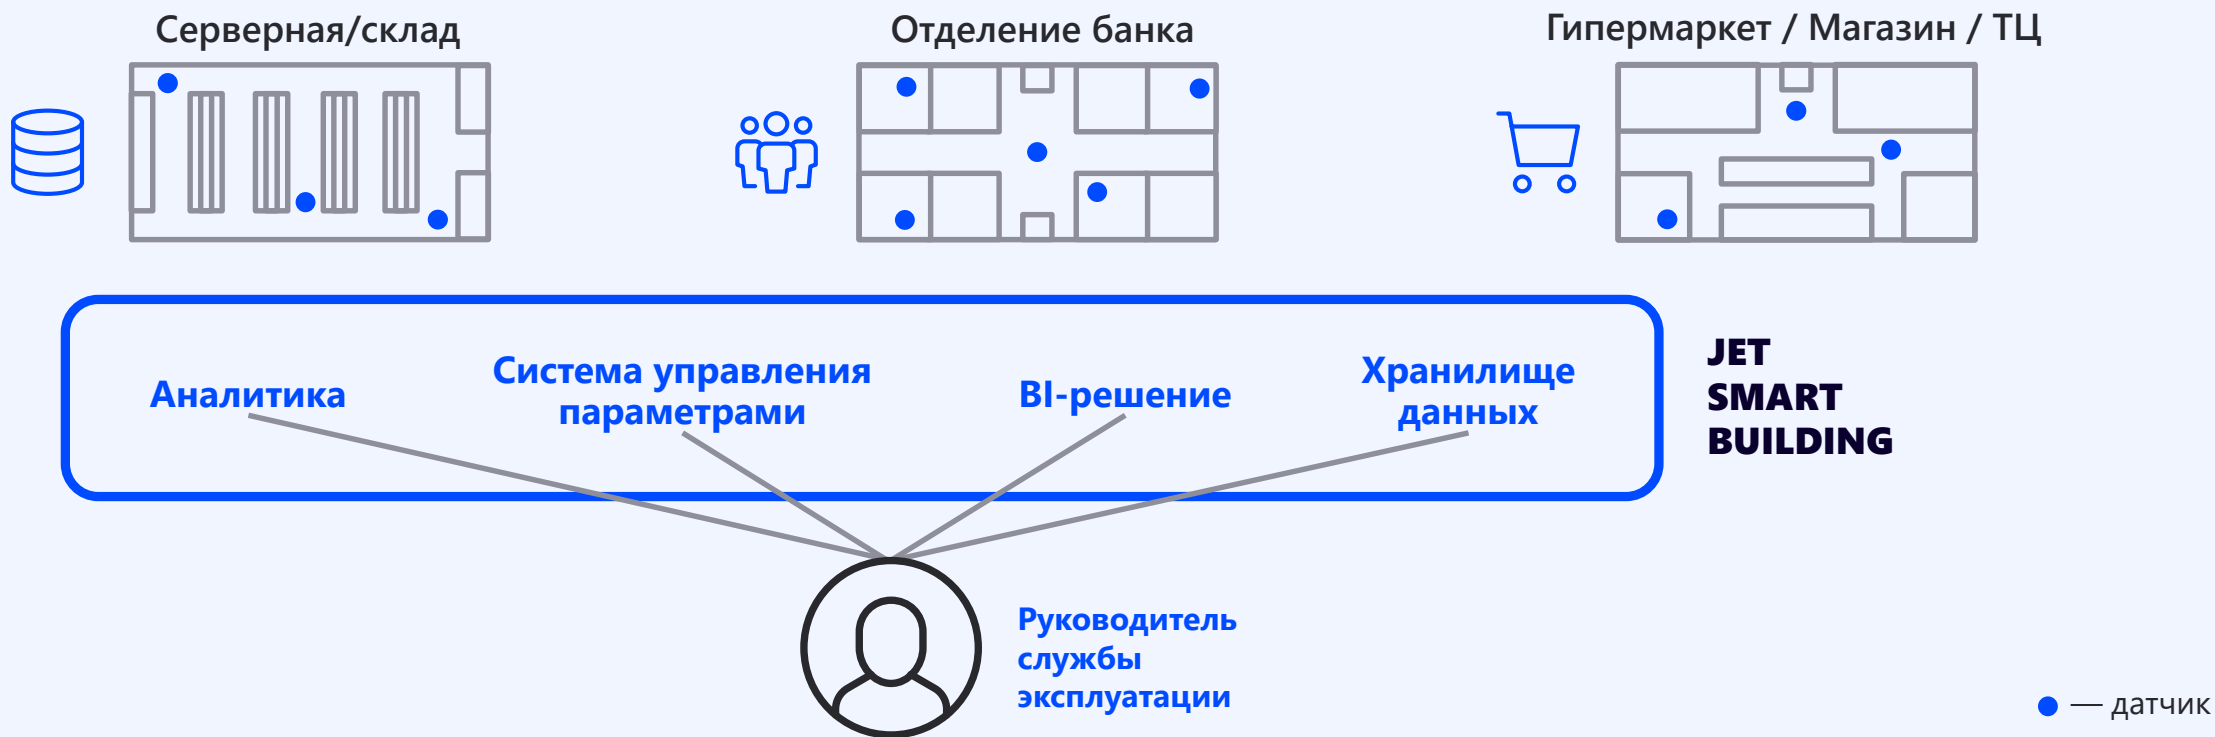 Серверная/склад
Отделение банка
Гипермаркет / Магазин / ТЦ
Аналитика
Система управления
параметрами
BI-решение
Хранилище
данных
JET
SMART
BUILDING
Руководитель
службы
эксплуатации
— датчик